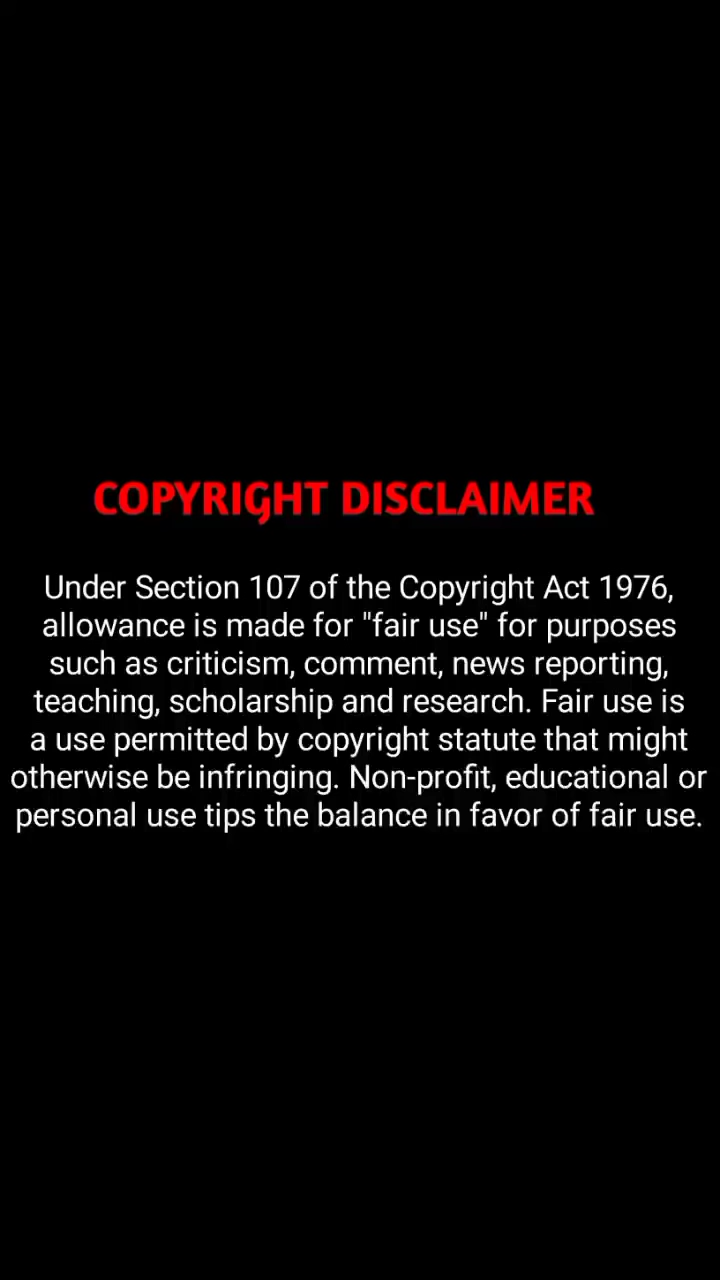 COPYRIGHT DISCLAIMER
Under Section 107 of the Copyright Act 1976,
allowance is made for "fair use" for purposes
such as criticism, comment, news reporting,
teaching, scholarship and research. Fair use is
a use permitted by copyright statute that might
otherwise be infringing. Non-profit, educational or
personal use tips the balance in favor of fair use.